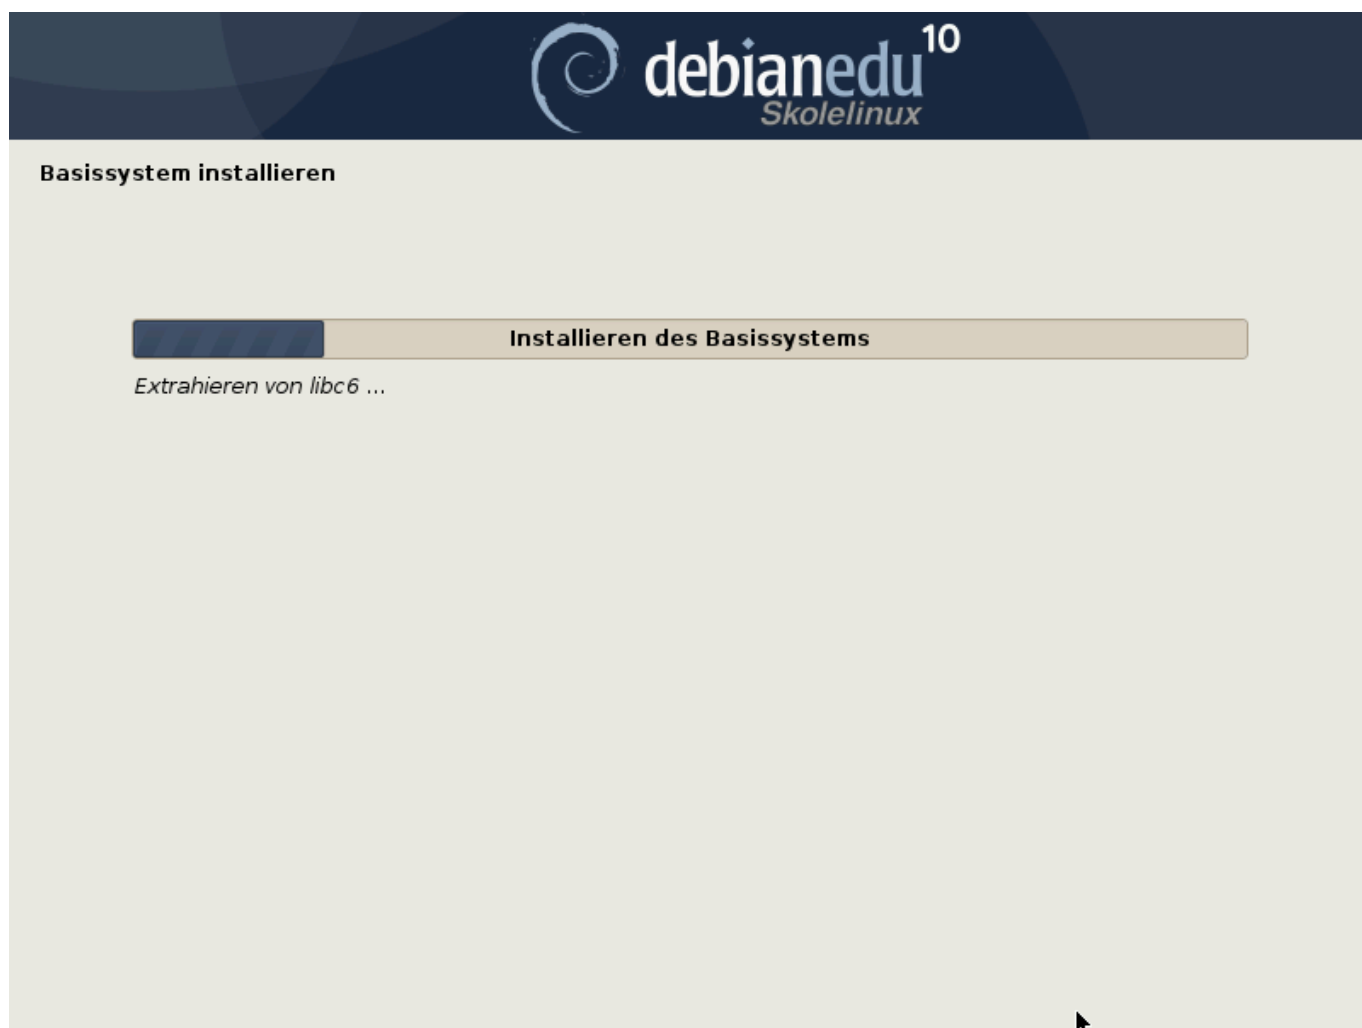 debianedu 10
Skolelinux
Basissystem installieren
Installieren des Basissystems
Extrahieren von libc6 ...